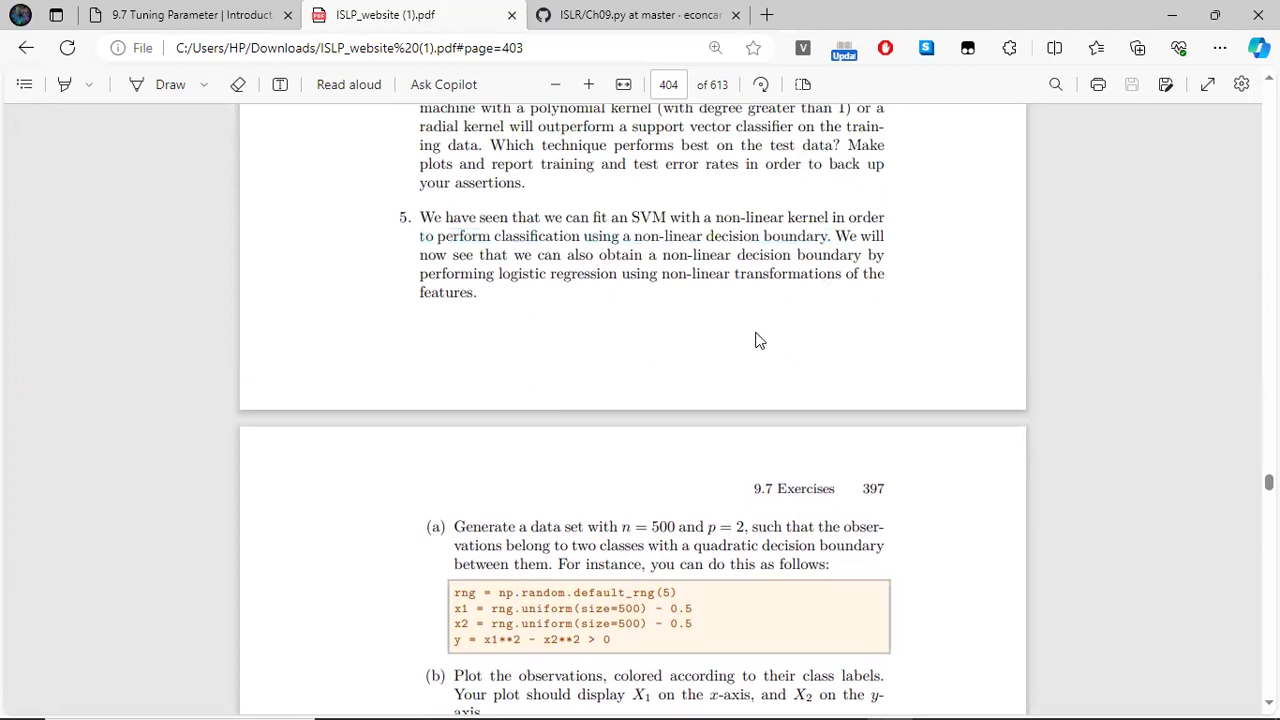 9.7 Tuning Parameter | Introduct
ISLP_website (1).pdf
ISLR/Ch09.py at master · econcar
File
C:/Users/HP/Downloads/ISLP_website%20(1).pdf#page=403
V
Updat
S
Draw
Read aloud
Ask Copilot
404 of 613
machine with a polynomial kernel (with degree greater than 1) or a
radial kernel will outperform a support vector classifier on the train-
ing data. Which technique performs best on the test data? Make
plots and report training and test error rates in order to back up
your assertions.
5. We have seen that we can fit an SVM with a non-linear kernel in order
to perform classification using a non-linear decision boundary. We will
now see that we can also obtain a non-linear decision boundary by
performing logistic regression using non-linear transformations of the
features.
9.7 Exercises 397
(a) Generate a data set with n = 500 and p = 2, such that the obser-
vations belong to two classes with a quadratic decision boundary
between them. For instance, you can do this as follows:
rng = np.random.default_rng(5)
x1 = rng.uniform(size=500) - 0.5
x2 = rng.uniform(size=500) - 0.5
y = x1**2 - x2**2 > 0
(b) Plot the observations, colored according to their class labels.
Your plot should display X1 on the x-axis, and X2 on the y-
axis.